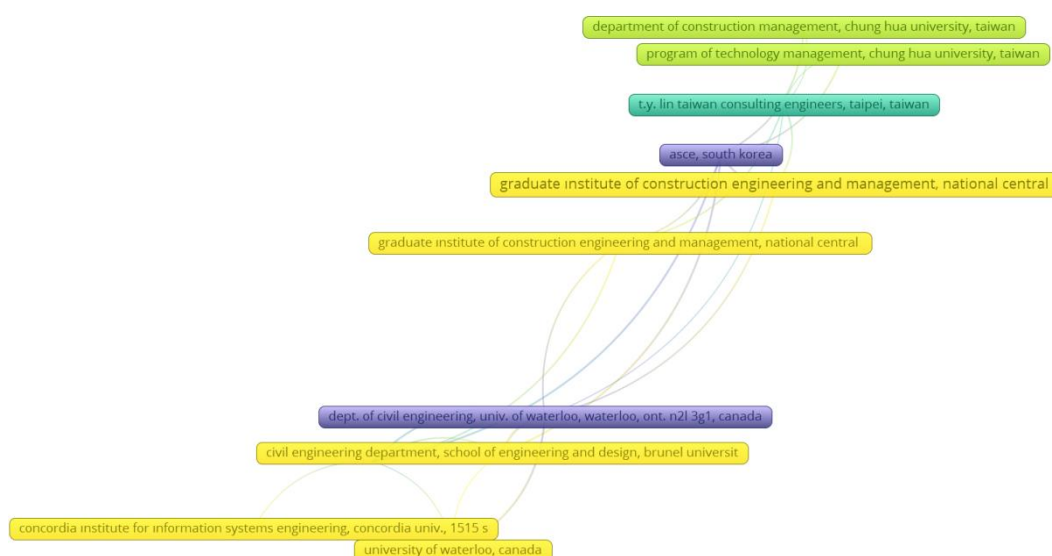 department of construction management, chung hua university, taiwan
program of technology management, chung hua university, taiwan
t.y. lin taiwan consulting engineers, taipei, taiwan
asce, south korea
graduate institute of construction engineering and management, national central
graduate institute of construction engineering and management, national central
dept. of civil engineering, univ. of waterloo, waterloo, ont. n2l 3g1, canada
civil engineering department, school of engineering and design, brunel universit
concordia institute for information systems engineering, concordia univ., 1515 s
university of waterloo, canada